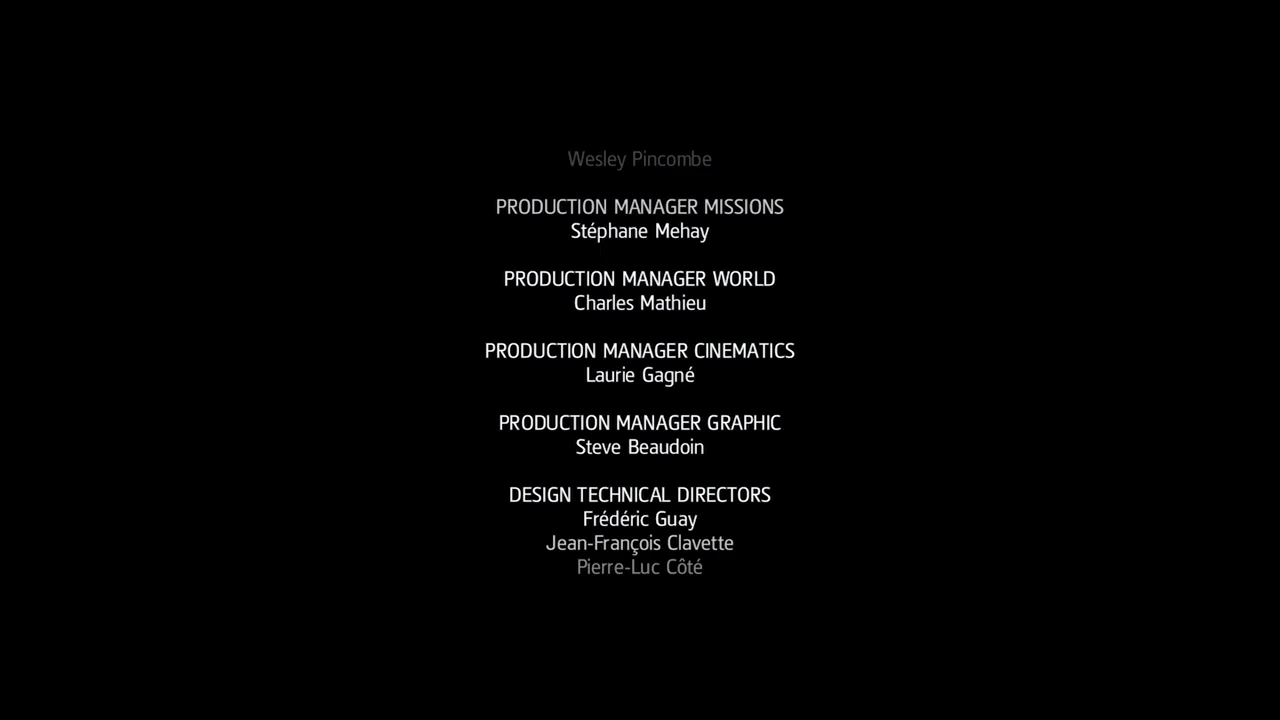 Wesley Pincombe
PRODUCTION MANAGER MISSIONS
Stéphane Mehay
PRODUCTION MANAGER WORLD
Charles Mathieu
PRODUCTION MANAGER CINEMATICS
Laurie Gagné
PRODUCTION MANAGER GRAPHIC
Steve Beaudoin
DESIGN TECHNICAL DIRECTORS
Frédéric Guay
Jean-François Clavette
Pierre-Luc Côté